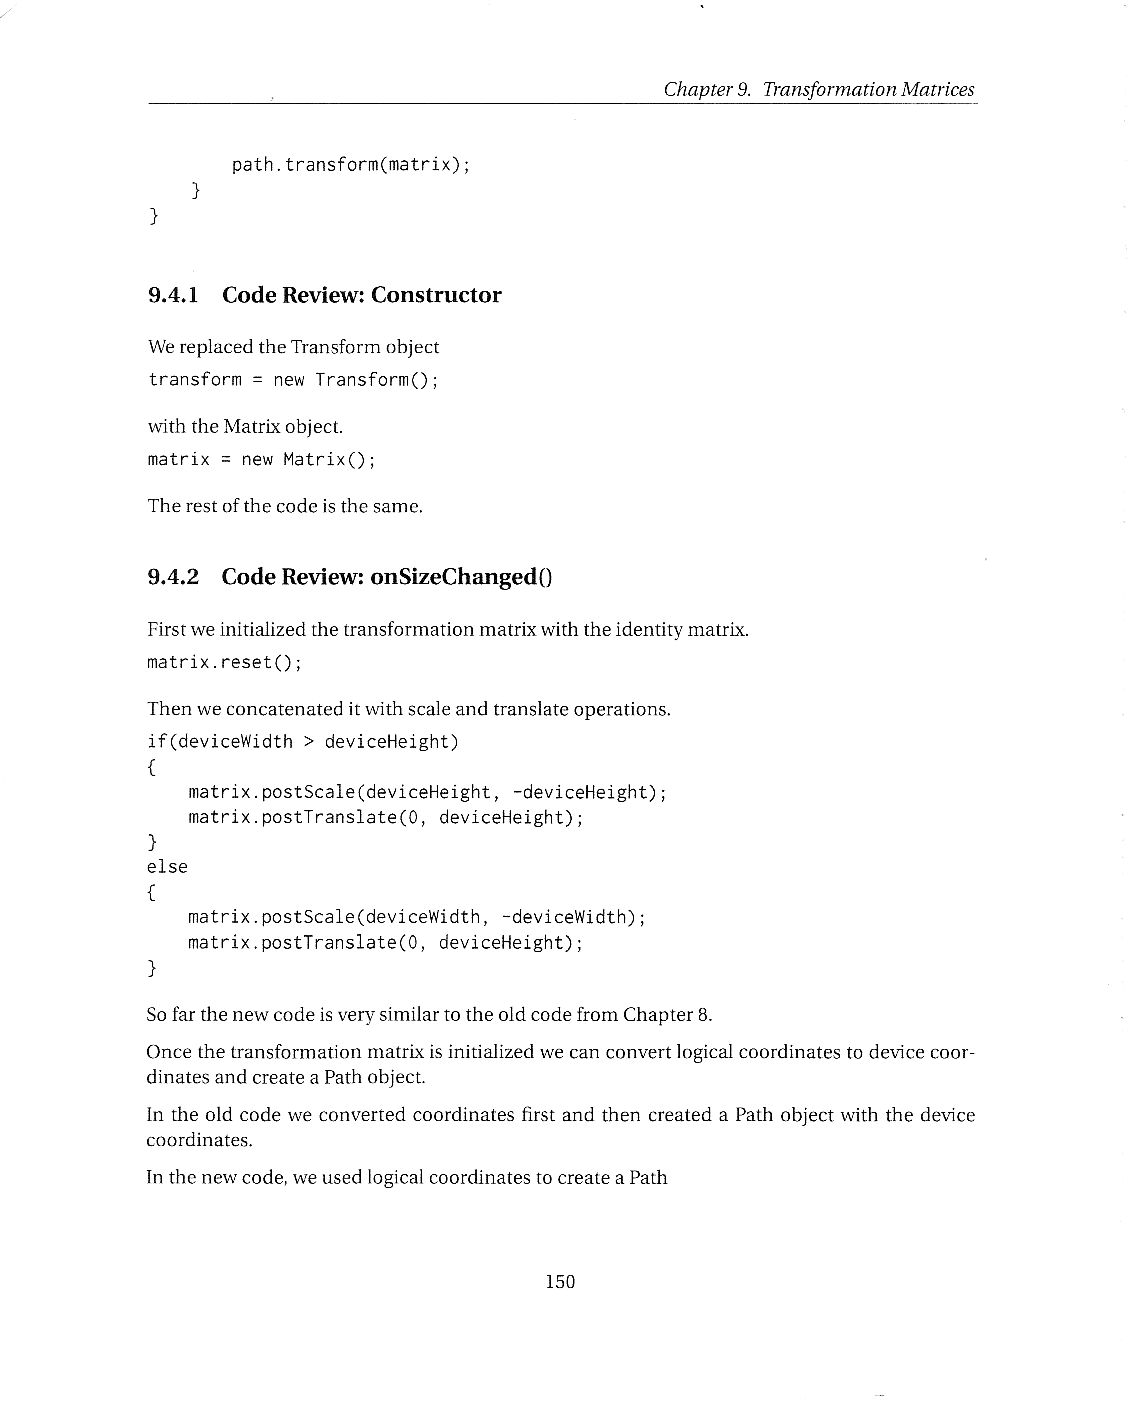 Chapter 9. Transformation Matrices
path.transform(matrix);
}
}
9.4.1 Code Review: Constructor
We replaced the Transform object
transform = new Transform();
with the Matrix object.
matrix = new Matrix();
The rest of the code is the same.
9.4.2 Code Review: onSizeChanged()
First we initialized the transformation matrix with the identity matrix.
matrix.reset();
Then we concatenated it with scale and translate operations.
if(deviceWidth > deviceHeight)
{
matrix.postScale(deviceHeight, -deviceHeight);
matrix.postTranslate(0, deviceHeight);
}
else
{
matrix.postScale(deviceWidth, -deviceWidth);
matrix.postTranslate(0, deviceHeight);
}
So far the new code is very similar to the old code from Chapter 8.
Once the transformation matrix is initialized we can convert logical coordinates to device coor-
dinates and create a Path object.
In the old code we converted coordinates first and then created a Path object with the device
coordinates.
In the new code, we used logical coordinates to create a Path
150